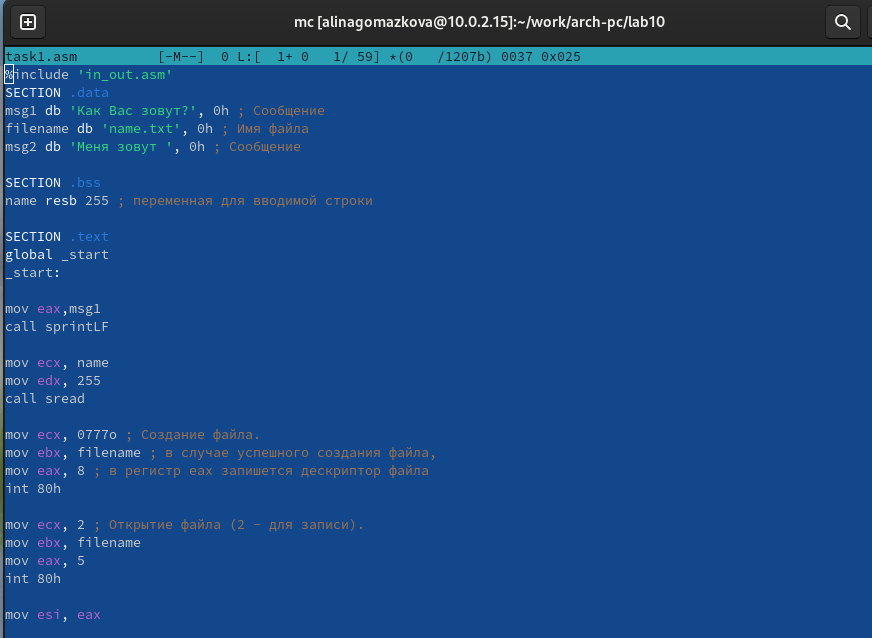 mc [alinagomazkova@10.0.2.15]:~/work/arch-pc/lab10
task1.asm [-M--] 0 L:[ 1+ 0 1/ 59] *(0 /1207b) 0037 0x025
%include 'in_out.asm'
SECTION .data
msg1 db 'Как Вас зовут?', 0h ; Сообщение
filename db 'name.txt', 0h ; Имя файла
msg2 db 'Меня зовут ', 0h ; Сообщение
SECTION .bss
name resb 255 ; переменная для вводимой строки
SECTION .text
global _start
_start:
mov eax,msg1
call sprintLF
mov ecx, name
mov edx, 255
call sread
mov ecx, 0777o ; Создание файла.
mov ebx, filename ; в случае успешного создания файла,
mov eax, 8 ; в регистр eax запишется дескриптор файла
int 80h
mov ecx, 2 ; Открытие файла (2 - для записи).
mov ebx, filename
mov eax, 5
int 80h
mov esi, eax